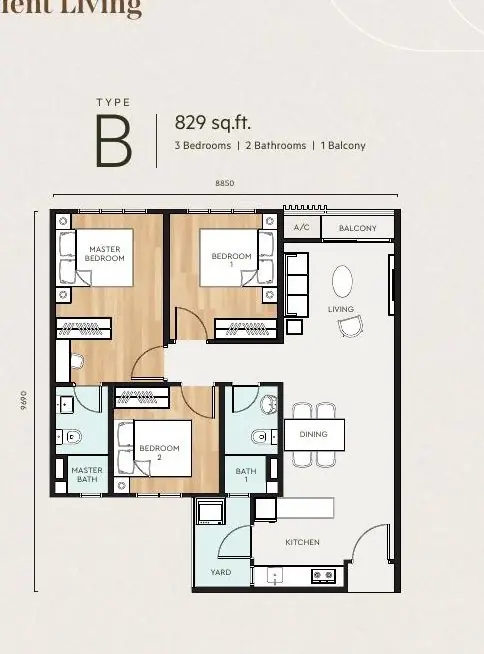 Living
TYPE
B
829 sq.ft.
3 Bedrooms | 2 Bathrooms | 1 Balcony
8850
A/C
BALCONY
MASTER
BEDROOM
BEDROOM
1
LIVING
9690
DINING
BEDROOM
2
MASTER
BATH
BATH
1
KITCHEN
YARD